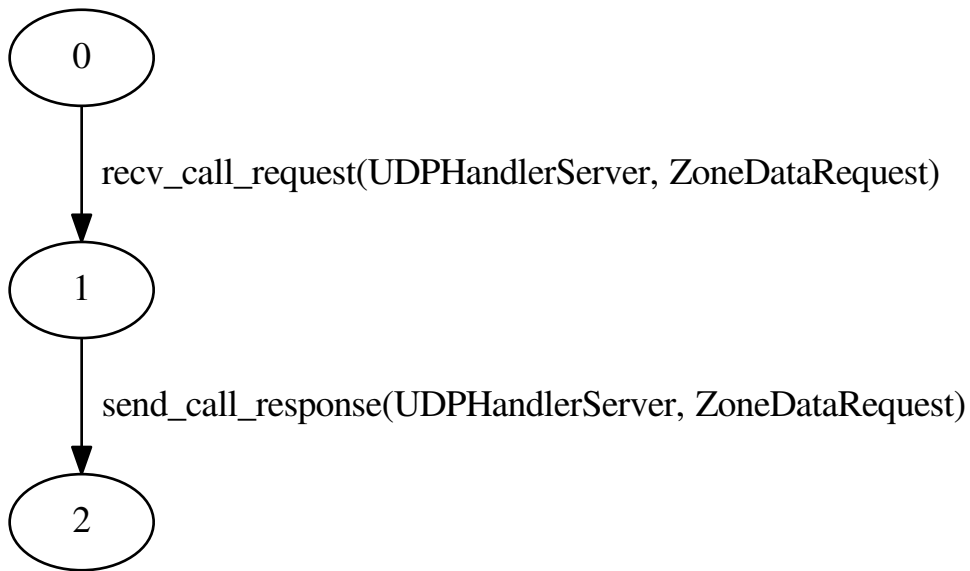 0
recv_call_request(UDPHandlerServer, ZoneDataRequest)
1
send_call_response(UDPHandlerServer, ZoneDataRequest)
2